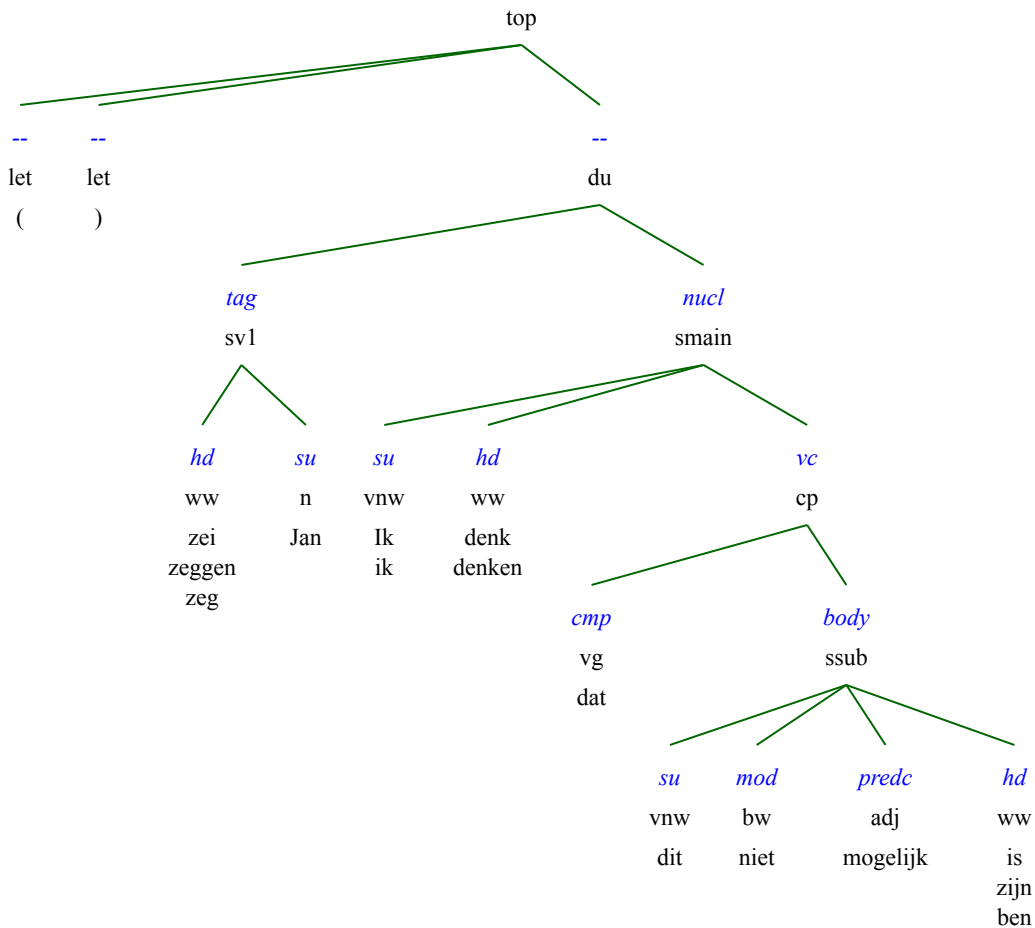 top
-- -- --
let let du
( )
tag nucl
sv1 smain
hd su su hd vc
ww n vnw ww cp
zei Jan Ik denk
zeggen ik denken
zeg
cmp body
vg ssub
dat
su mod predc hd
vnw bw adj ww
dit niet mogelijk is
zijn
ben